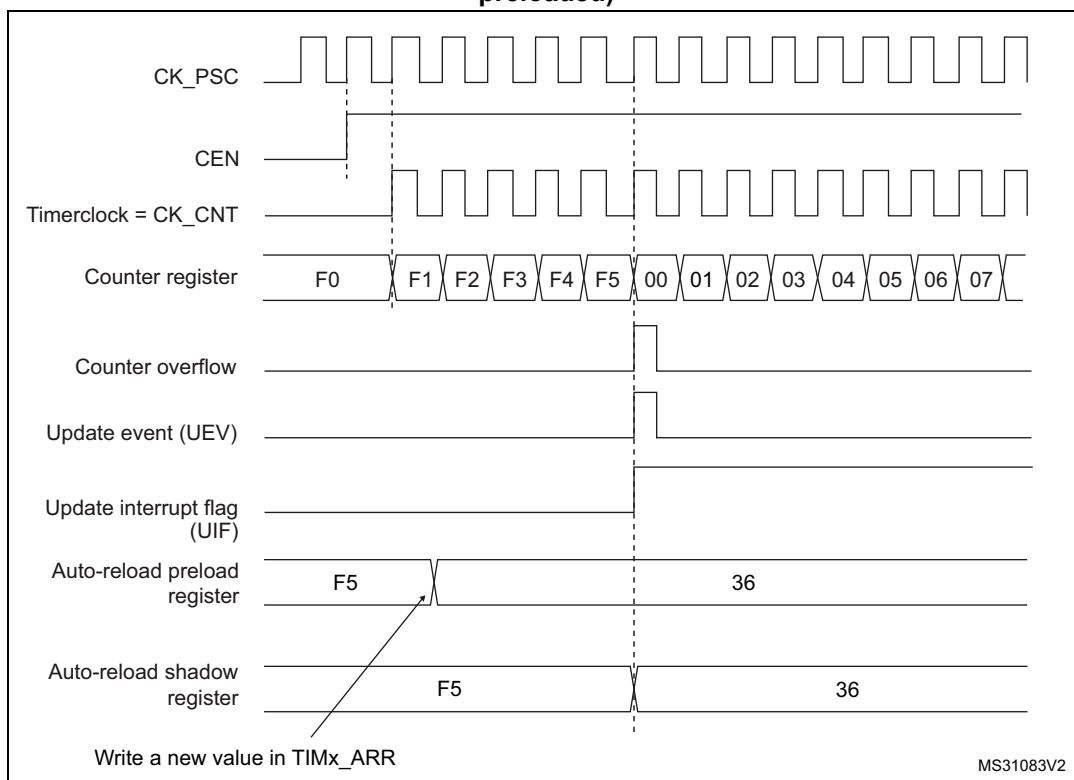 preloaded)
CK_PSC
CEN
Timerclock = CK_CNT
Counter register F0 F1 F2 F3 F4 F5 00 01 02 03 04 05 06 07
Counter overflow
Update event (UEV)
Update interrupt flag
(UIF)
Auto-reload preload
register
F5 36
Auto-reload shadow
register
F5 36
Write a new value in TIMx_ARR
MS31083V2